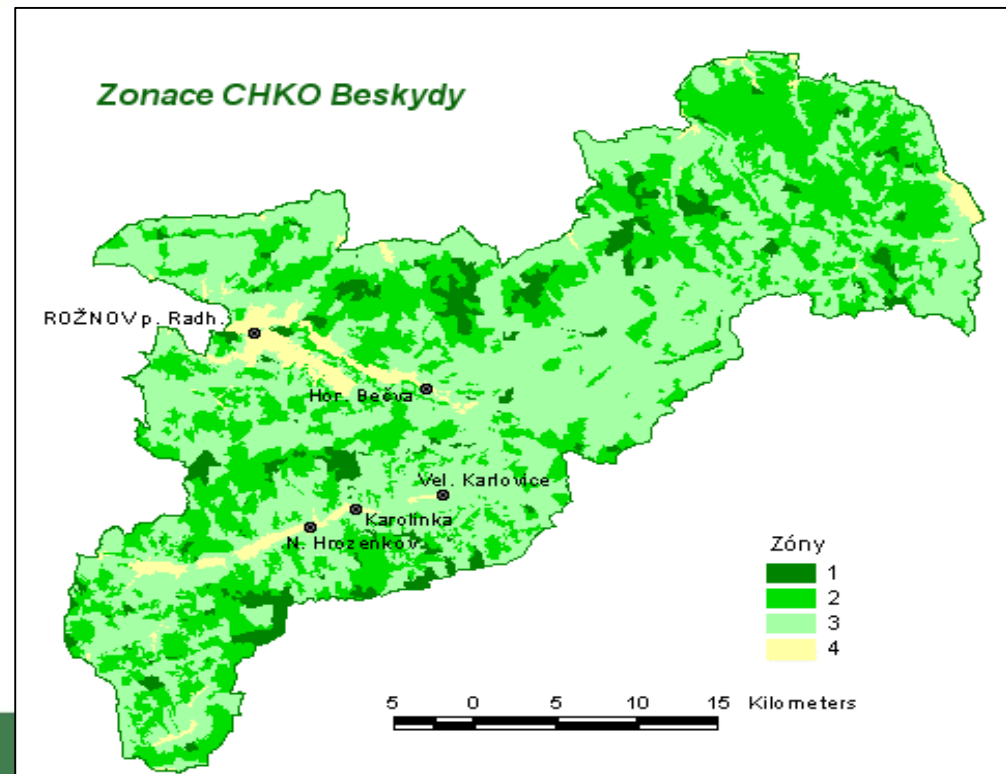 Zonace CHKO Beskydy
ROŽNOV p. Radh.
Hor. Bečva
Vel. Karlovice
Karolinka
N. Hrozenkov
Zóny
1
2
3
4
5 0 5 10 15 Kilometers